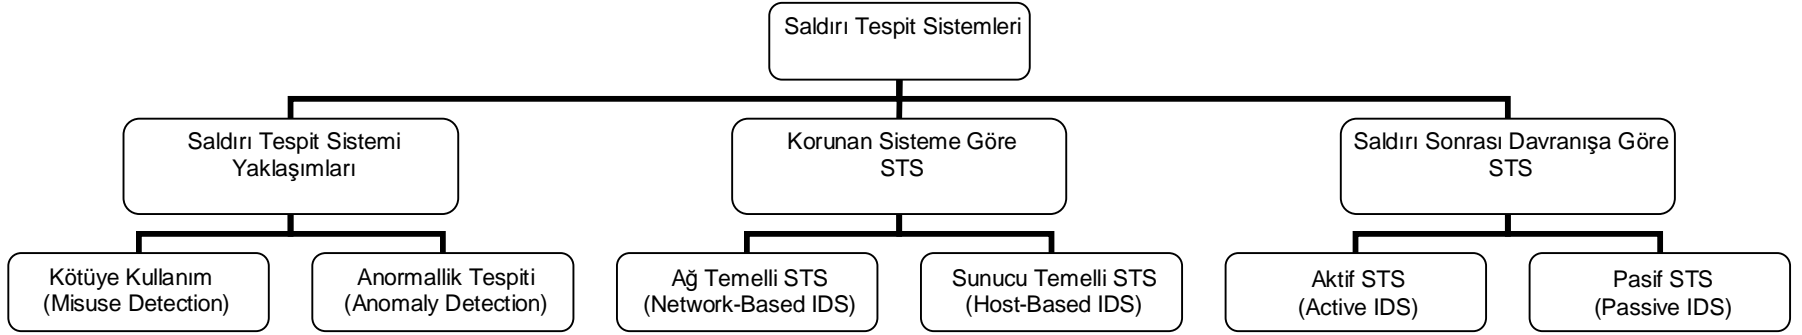 Saldırı Tespit Sistemleri
Saldırı Tespit Sistemi
Yaklaşımları
Korunan Sisteme Göre
STS
Saldırı Sonrası Davranışa Göre
STS
Kötüye Kullanım
(Misuse Detection)
Anormallik Tespiti
(Anomaly Detection)
Ağ Temelli STS
(Network-Based IDS)
Sunucu Temelli STS
(Host-Based IDS)
Aktif STS
(Active IDS)
Pasif STS
(Passive IDS)